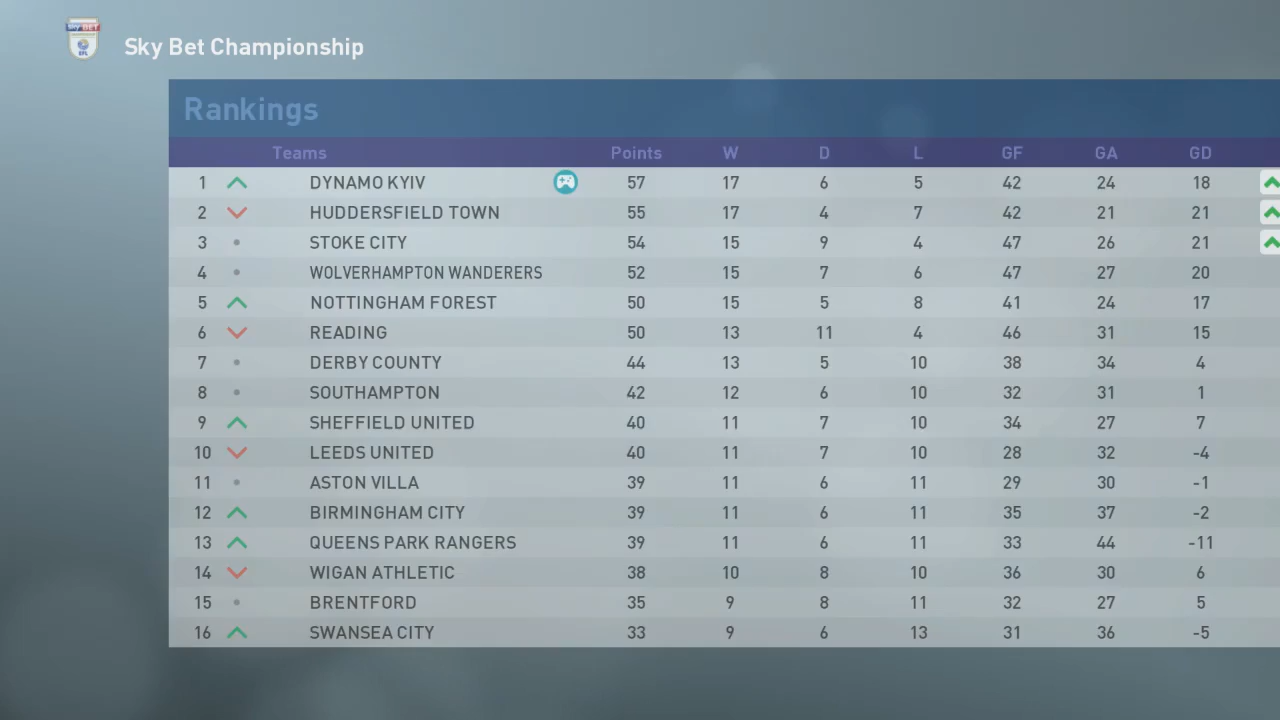 sky BET
EFL
Sky Bet Championship
Rankings
Teams Points W D L GF GA GD
1 DYNAMO KYIV 57 17 6 5 42 24 18
2 HUDDERSFIELD TOWN 55 17 4 7 42 21 21
3 STOKE CITY 54 15 9 4 47 26 21
4 WOLVERHAMPTON WANDERERS 52 15 7 6 47 27 20
5 NOTTINGHAM FOREST 50 15 5 8 41 24 17
6 READING 50 13 11 4 46 31 15
7 DERBY COUNTY 44 13 5 10 38 34 4
8 SOUTHAMPTON 42 12 6 10 32 31 1
9 SHEFFIELD UNITED 40 11 7 10 34 27 7
10 LEEDS UNITED 40 11 7 10 28 32 -4
11 ASTON VILLA 39 11 6 11 29 30 -1
12 BIRMINGHAM CITY 39 11 6 11 35 37 -2
13 QUEENS PARK RANGERS 39 11 6 11 33 44 -11
14 WIGAN ATHLETIC 38 10 8 10 36 30 6
15 BRENTFORD 35 9 8 11 32 27 5
16 SWANSEA CITY 33 9 6 13 31 36 -5